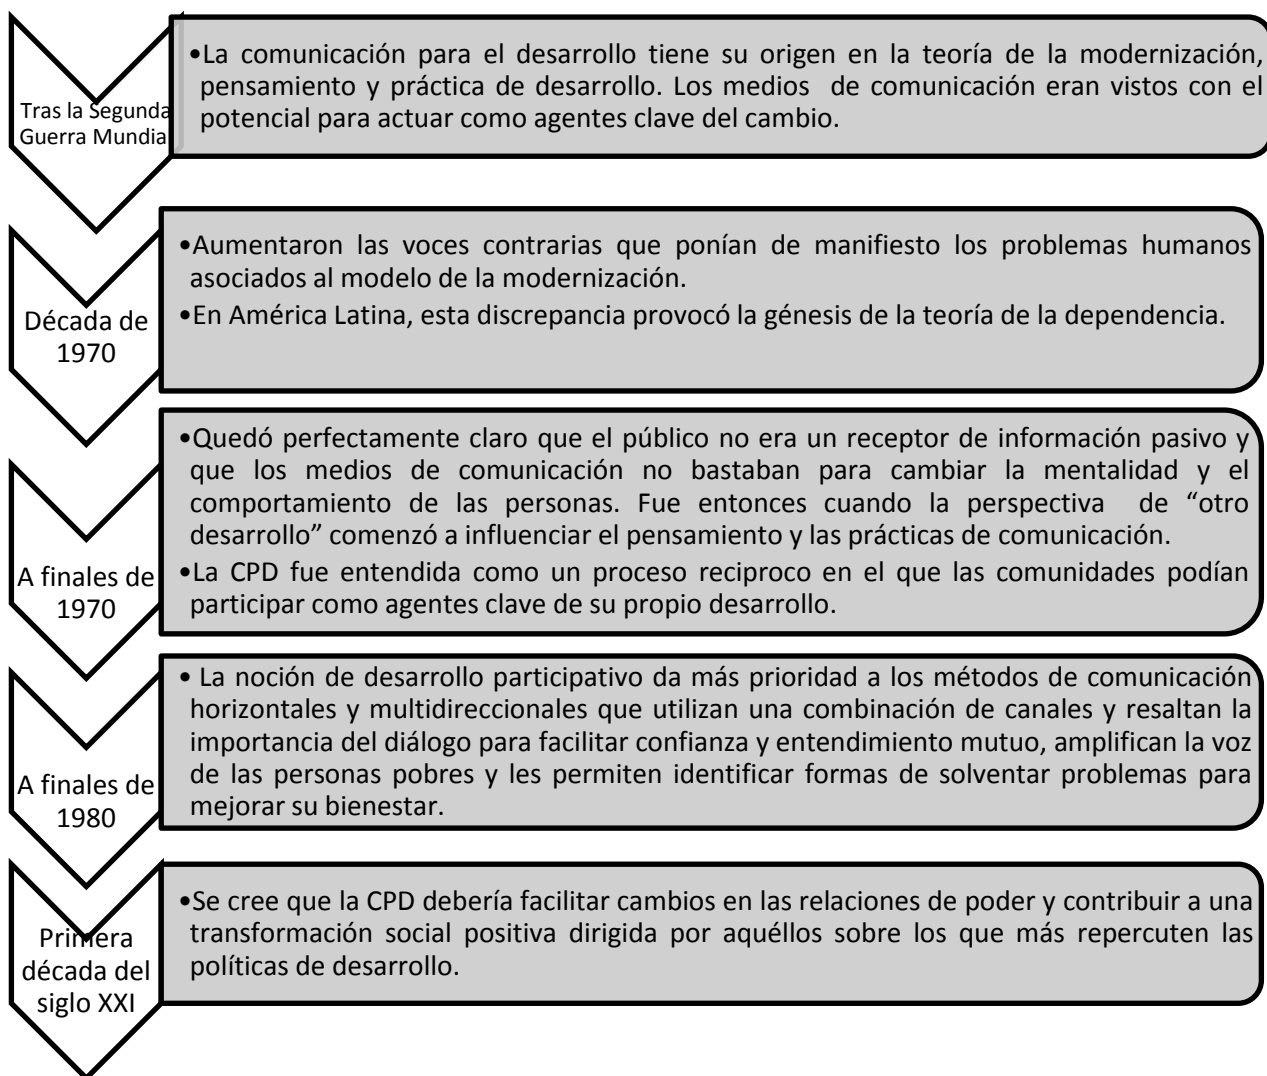 Tras la Segunda
Guerra Mundia
•La comunicación para el desarrollo tiene su origen en la teoría de la modernización,
pensamiento y práctica de desarrollo. Los medios de comunicación eran vistos con el
potencial para actuar como agentes clave del cambio.
Década de
1970
•Aumentaron las voces contrarias que ponían de manifiesto los problemas humanos
asociados al modelo de la modernización.
•En América Latina, esta discrepancia provocó la génesis de la teoría de la dependencia.
A finales de
1970
•Quedó perfectamente claro que el público no era un receptor de información pasivo y
que los medios de comunicación no bastaban para cambiar la mentalidad y el
comportamiento de las personas. Fue entonces cuando la perspectiva de “otro
desarrollo” comenzó a influenciar el pensamiento y las prácticas de comunicación.
•La CPD fue entendida como un proceso reciproco en el que las comunidades podían
participar como agentes clave de su propio desarrollo.
A finales de
1980
• La noción de desarrollo participativo da más prioridad a los métodos de comunicación
horizontales y multidireccionales que utilizan una combinación de canales y resaltan la
importancia del diálogo para facilitar confianza y entendimiento mutuo, amplifican la voz
de las personas pobres y les permiten identificar formas de solventar problemas para
mejorar su bienestar.
Primera
década del
siglo XXI
•Se cree que la CPD debería facilitar cambios en las relaciones de poder y contribuir a una
transformación social positiva dirigida por aquéllos sobre los que más repercuten las
políticas de desarrollo.